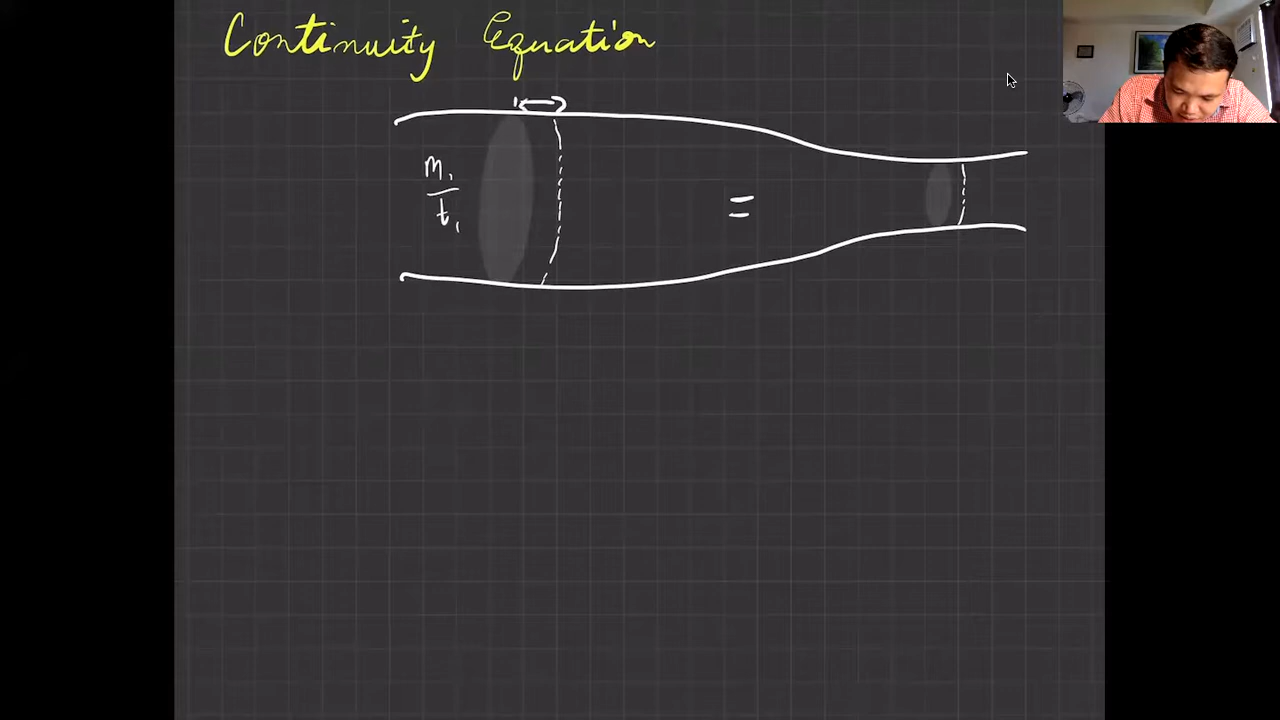 Continuity Equation
m₁
t₁
=